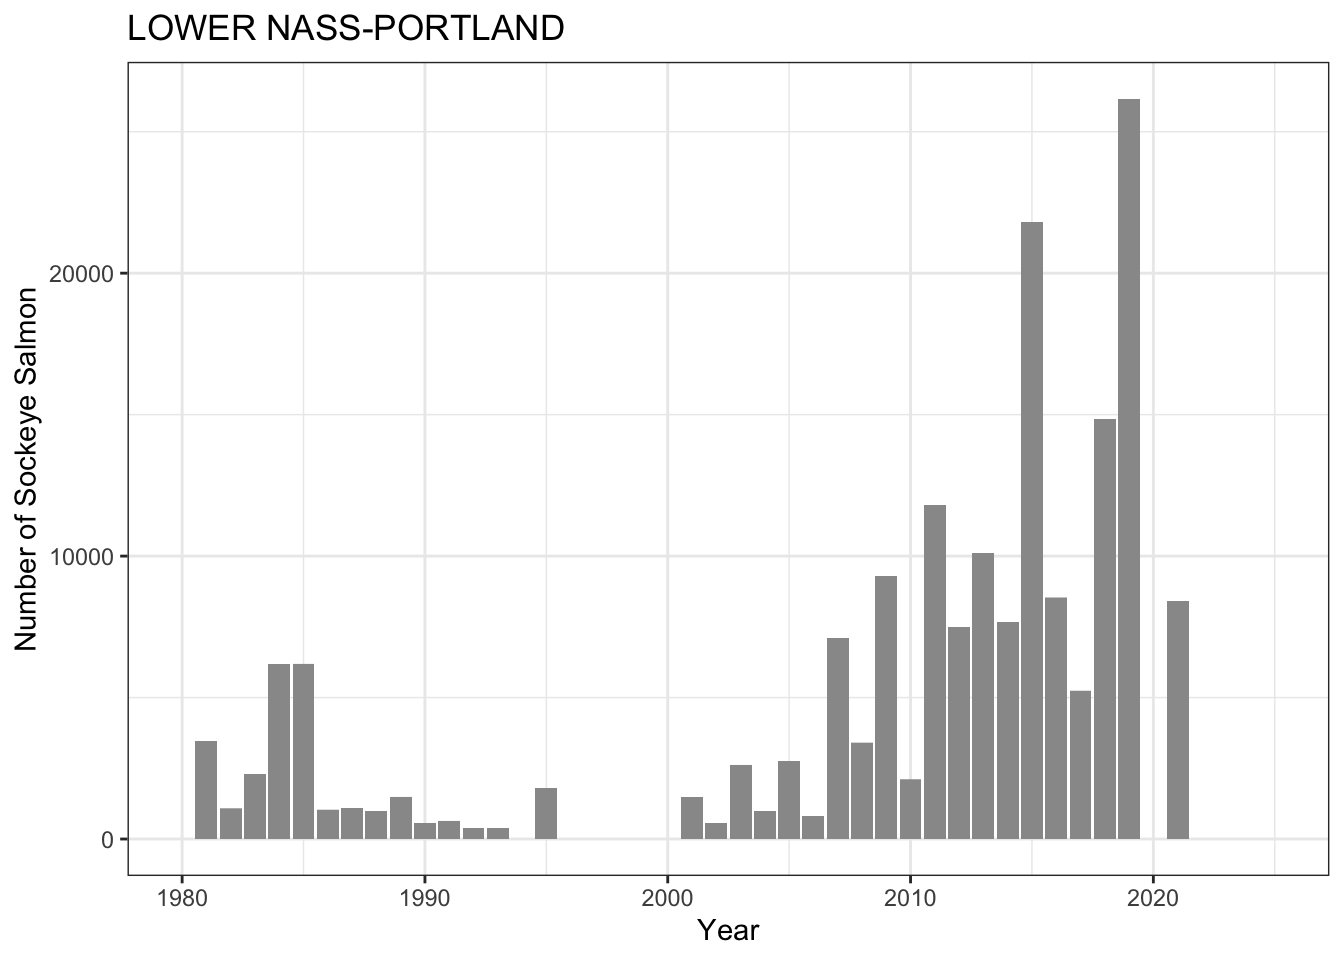 LOWER NASS-PORTLAND
Number of Sockeye Salmon
20000
10000
0
1980 1990 2000 2010 2020
Year